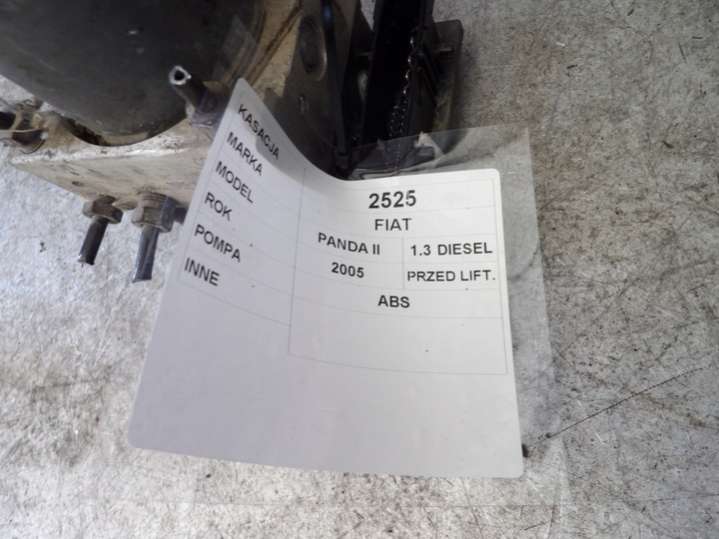 KASACJA 2525
MARKA FIAT
MODEL PANDA II 1.3 DIESEL
ROK 2005 PRZED LIFT.
POMPA ABS
INNE